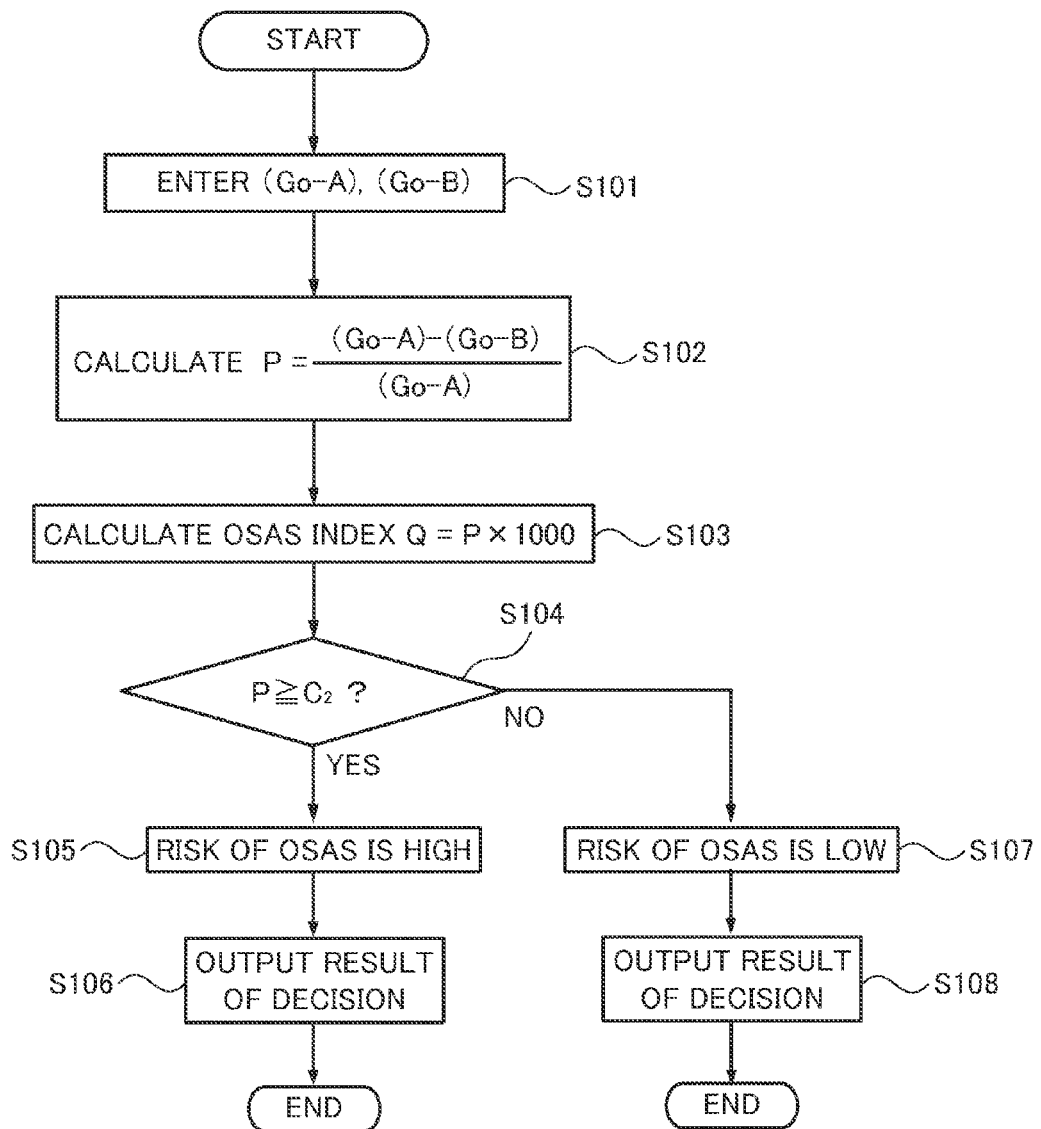 START
ENTER (Go-A), (Go-B)
S101
CALCULATE P = (Go-A)-(Go-B)
(Go-A)
S102
CALCULATE OSAS INDEX Q = P × 1000
S103
S104
P≧C₂ ?
NO
YES
S105
RISK OF OSAS IS HIGH
RISK OF OSAS IS LOW
S107
S106
OUTPUT RESULT
OF DECISION
OUTPUT RESULT
OF DECISION
S108
END
END